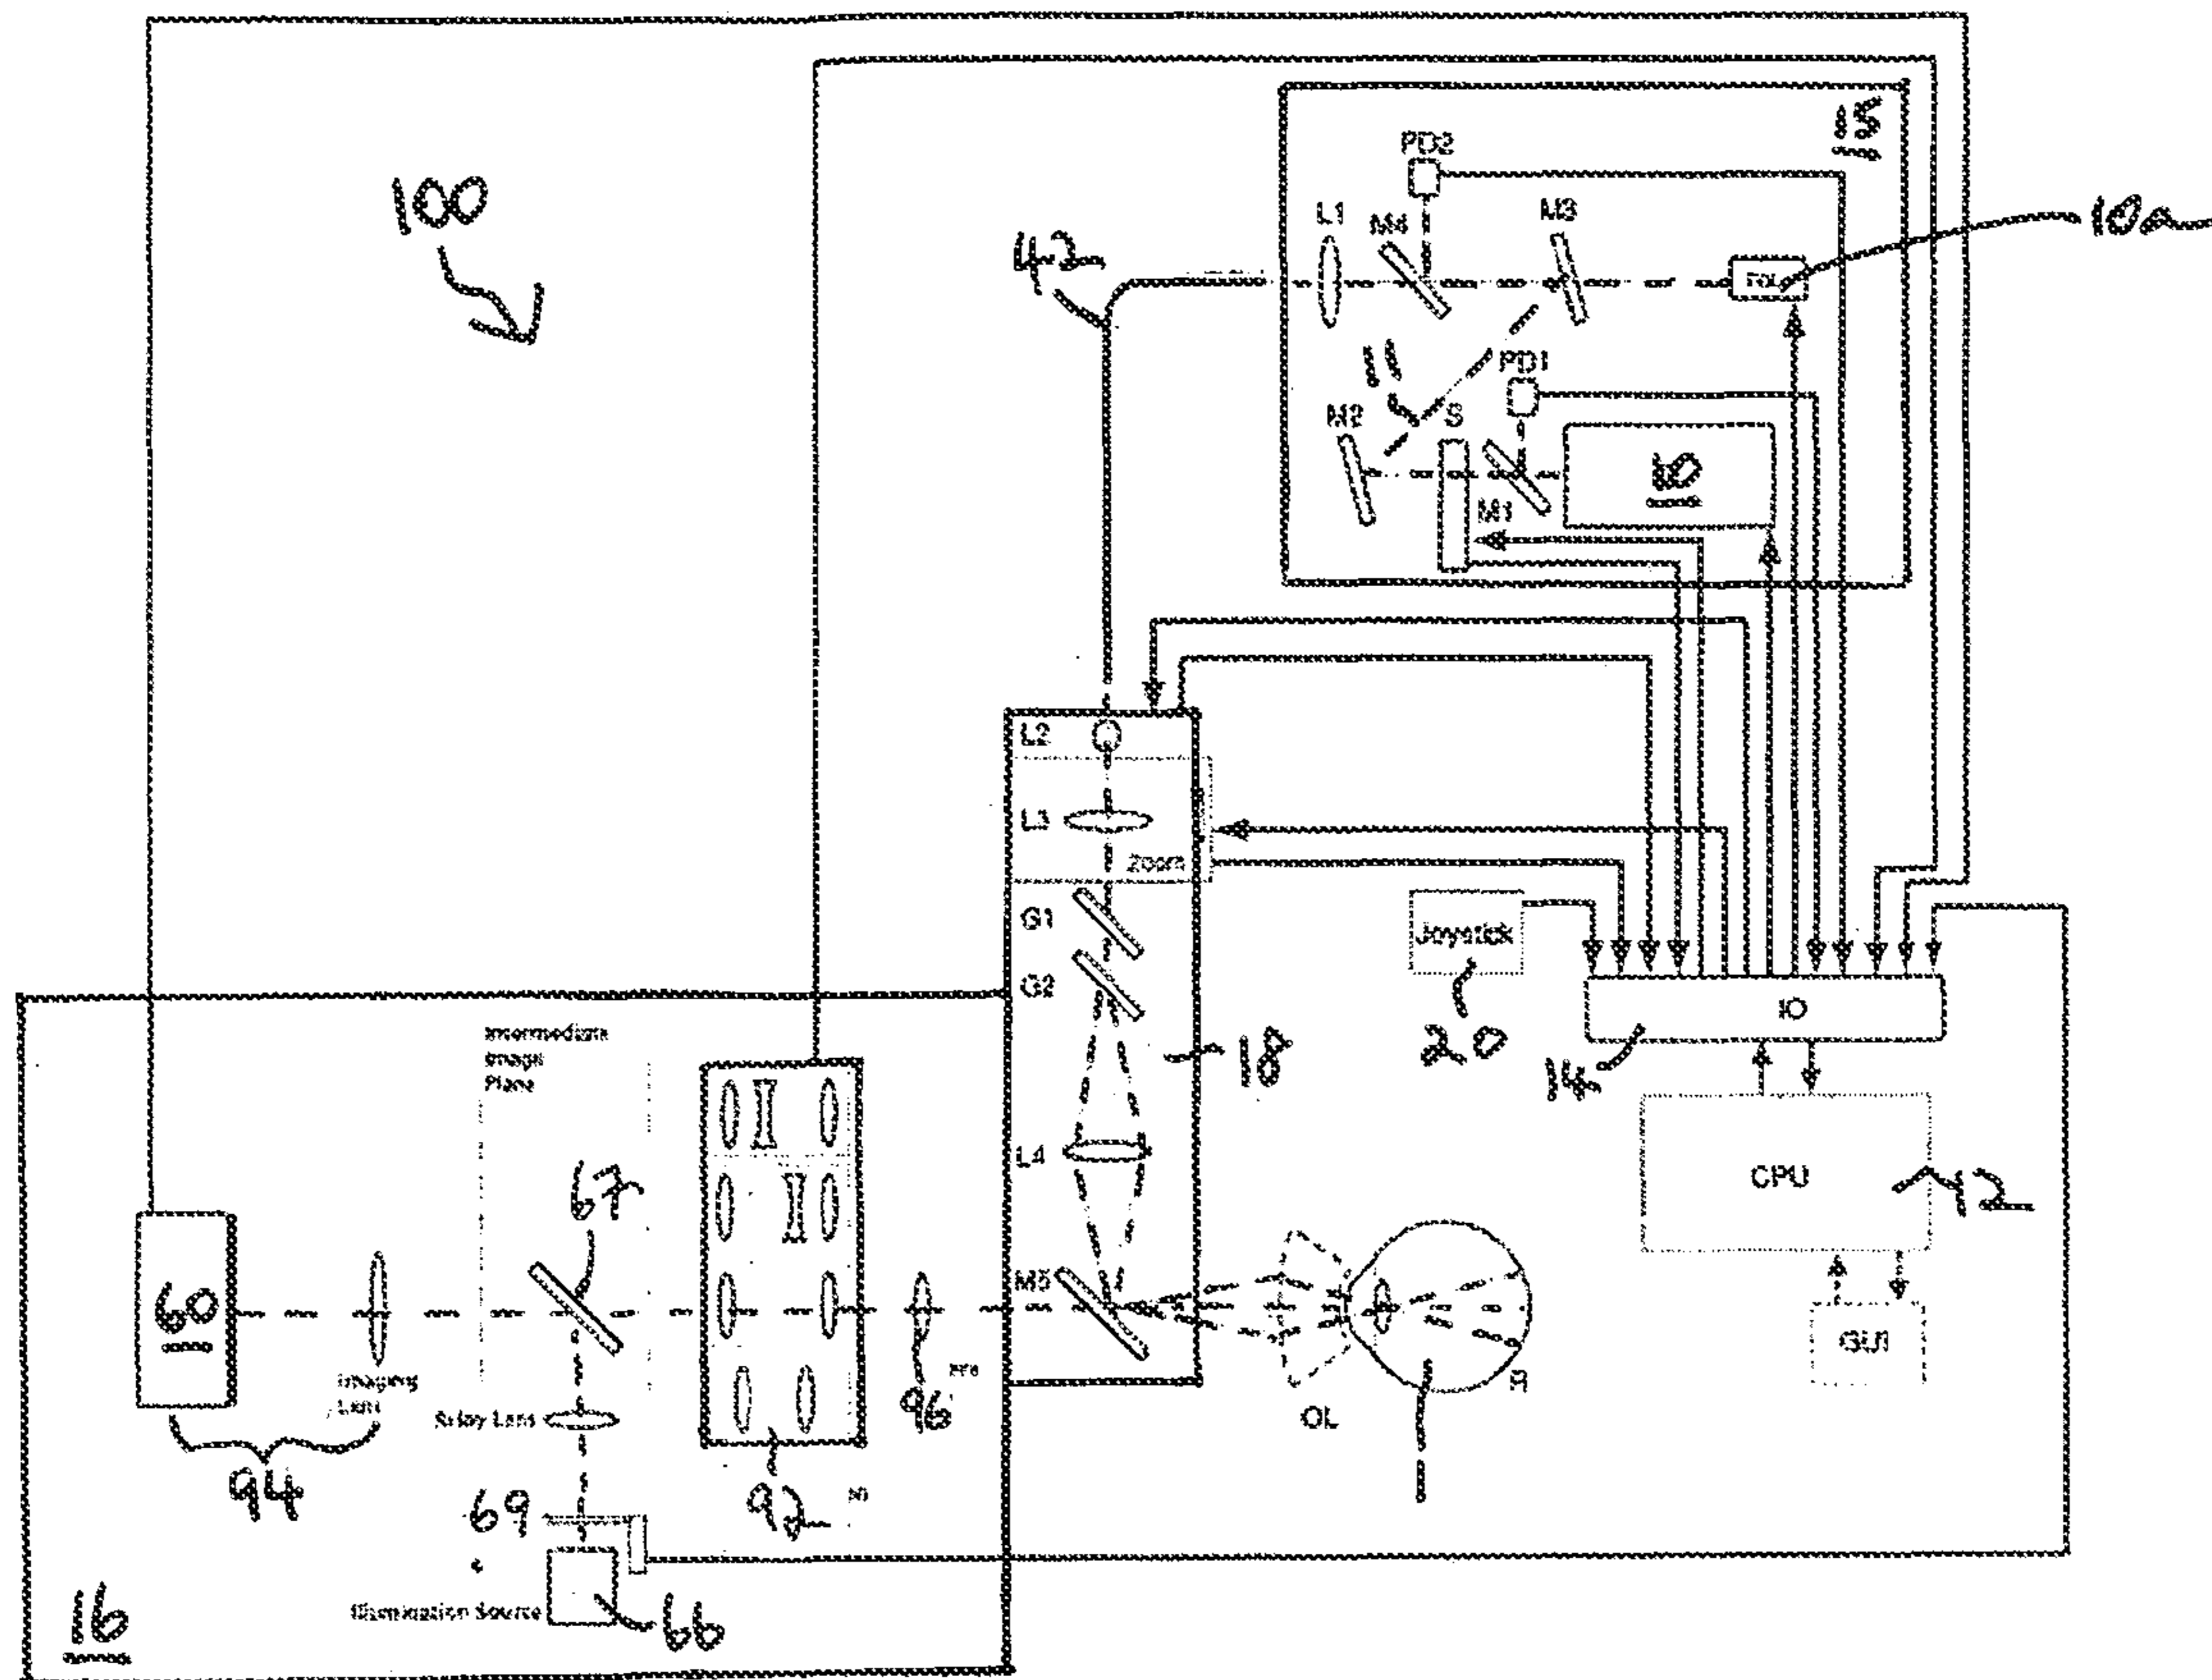 100
15
PD2
L1
M4
M3
10a
42
11
PD1
M2
S
M1
L2
L3
Zoom
G1
G2
18
Joystick
20
IO
14
CPU
12
GUI
Intermediate
Image
Plane
67
L4
M5
60
Imaging
Lens
94
Relay Lens
96
OL
R
92
69
Illumination Source
66
16